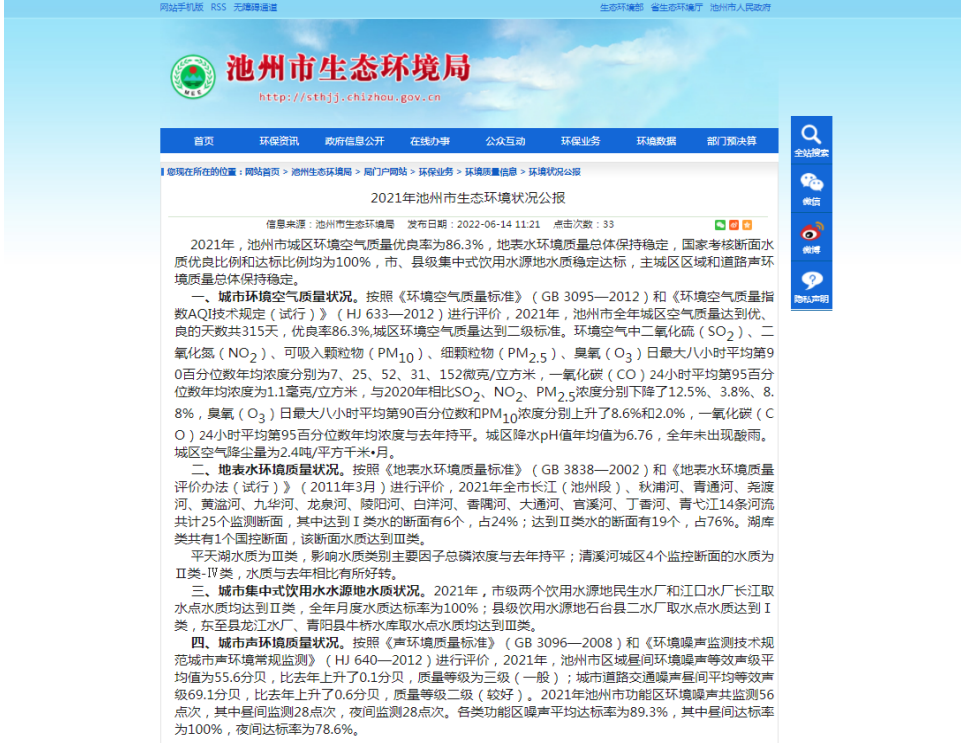 网站手机版 RSS 无障碍通道
生态环境部 省生态环境厅 池州市人民政府
池州市生态环境局
MEE
http://sthjj.chizhou.gov.cn
首页 环保资讯 政府信息公开 在线办事 公众互动 环保业务 环境数据 部门预决算
您现在所在的位置：网站首页 > 池州生态环境局 > 局门户网站 > 环保业务 > 环境质量信息 > 环境状况公报
全站搜索
微信
微博
隐私声明
2021年池州市生态环境状况公报
信息来源：池州市生态环境局 发布日期：2022-06-14 11:21 点击次数：33
2021年，池州市城区环境空气质量优良率为86.3%，地表水环境质量总体保持稳定，国家考核断面水
质优良比例和达标比例均为100%，市、县级集中式饮用水源地水质稳定达标，主城区区域和道路声环
境质量总体保持稳定。
一、城市环境空气质量状况。按照《环境空气质量标准》（GB 3095—2012）和《环境空气质量指
数AQI技术规定（试行）》（HJ 633—2012）进行评价，2021年，池州市全年城区空气质量达到优、
良的天数共315天，优良率86.3%,城区环境空气质量达到二级标准。环境空气中二氧化硫（SO2）、二
氧化氮（NO2）、可吸入颗粒物（PM10）、细颗粒物（PM2.5）、臭氧（O3）日最大八小时平均第9
0百分位数年均浓度分别为7、25、52、31、152微克/立方米，一氧化碳（CO）24小时平均第95百分
位数年均浓度为1.1毫克/立方米，与2020年相比SO2、NO2、PM2.5浓度分别下降了12.5%、3.8%、8.
8%，臭氧（O3）日最大八小时平均第90百分位数和PM10浓度分别上升了8.6%和2.0%，一氧化碳（C
O）24小时平均第95百分位数年均浓度与去年持平。城区降水pH值年均值为6.76，全年未出现酸雨。
城区空气降尘量为2.4吨/平方千米•月。
二、地表水环境质量状况。按照《地表水环境质量标准》（GB 3838—2002）和《地表水环境质量
评价办法（试行）》（2011年3月）进行评价，2021年全市长江（池州段）、秋浦河、青通河、尧渡
河、黄湓河、九华河、龙泉河、陵阳河、白洋河、香隅河、大通河、官溪河、丁香河、青弋江14条河流
共计25个监测断面，其中达到Ⅰ类水的断面有6个，占24%；达到Ⅱ类水的断面有19个，占76%。湖库
类共有1个国控断面，该断面水质达到Ⅲ类。
平天湖水质为Ⅲ类，影响水质类别主要因子总磷浓度与去年持平；清溪河城区4个监控断面的水质为
Ⅱ类-Ⅳ类，水质与去年相比有所好转。
三、城市集中式饮用水水源地水质状况。2021年，市级两个饮用水源地民生水厂和江口水厂长江取
水点水质均达到Ⅱ类，全年月度水质达标率为100%；县级饮用水源地石台县二水厂取水点水质达到Ⅰ
类，东至县龙江水厂、青阳县牛桥水库取水点水质均达到Ⅲ类。
四、城市声环境质量状况。按照《声环境质量标准》（GB 3096—2008）和《环境噪声监测技术规
范城市声环境常规监测》（HJ 640—2012）进行评价，2021年，池州市区域昼间环境噪声等效声级平
均值为55.6分贝，比去年上升了0.1分贝，质量等级为三级（一般）；城市道路交通噪声昼间平均等效声
级69.1分贝，比去年上升了0.6分贝，质量等级二级（较好）。2021年池州市功能区环境噪声共监测56
点次，其中昼间监测28点次，夜间监测28点次。各类功能区噪声平均达标率为89.3%，其中昼间达标率
为100%，夜间达标率为78.6%。